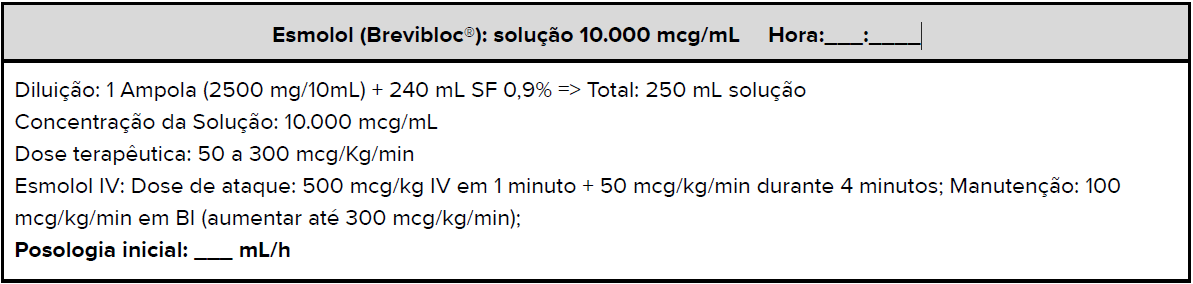 Esmolol (Brevibloc®): solução 10.000 mcg/mL    Hora:___:____
Diluição: 1 Ampola (2500 mg/10mL) + 240 mL SF 0,9% => Total: 250 mL solução
Concentração da Solução: 10.000 mcg/mL
Dose terapêutica: 50 a 300 mcg/Kg/min
Esmolol IV: Dose de ataque: 500 mcg/kg IV em 1 minuto + 50 mcg/kg/min durante 4 minutos; Manutenção: 100
mcg/kg/min em BI (aumentar até 300 mcg/kg/min);
Posologia inicial: ___ mL/h